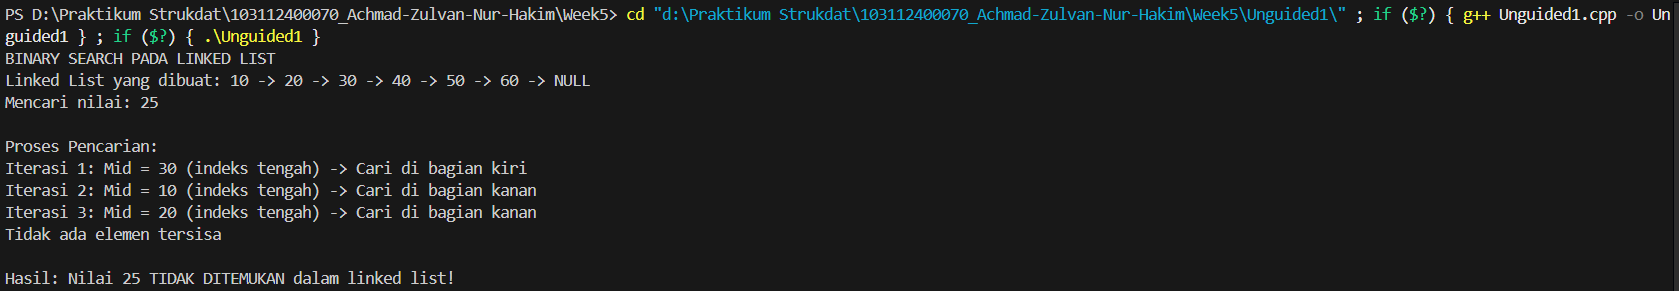 PS D:\Praktikum Strukdat\103112400070_Achmad-Zulvan-Nur-Hakim\Week5> cd "d:\Praktikum Strukdat\103112400070_Achmad-Zulvan-Nur-Hakim\Week5\Unguided1\" ; if ($?) { g++ Unguided1.cpp -o Un
guided1 } ; if ($?) { .\Unguided1 }
BINARY SEARCH PADA LINKED LIST
Linked List yang dibuat: 10 -> 20 -> 30 -> 40 -> 50 -> 60 -> NULL
Mencari nilai: 25

Proses Pencarian:
Iterasi 1: Mid = 30 (indeks tengah) -> Cari di bagian kiri
Iterasi 2: Mid = 10 (indeks tengah) -> Cari di bagian kanan
Iterasi 3: Mid = 20 (indeks tengah) -> Cari di bagian kanan
Tidak ada elemen tersisa

Hasil: Nilai 25 TIDAK DITEMUKAN dalam linked list!